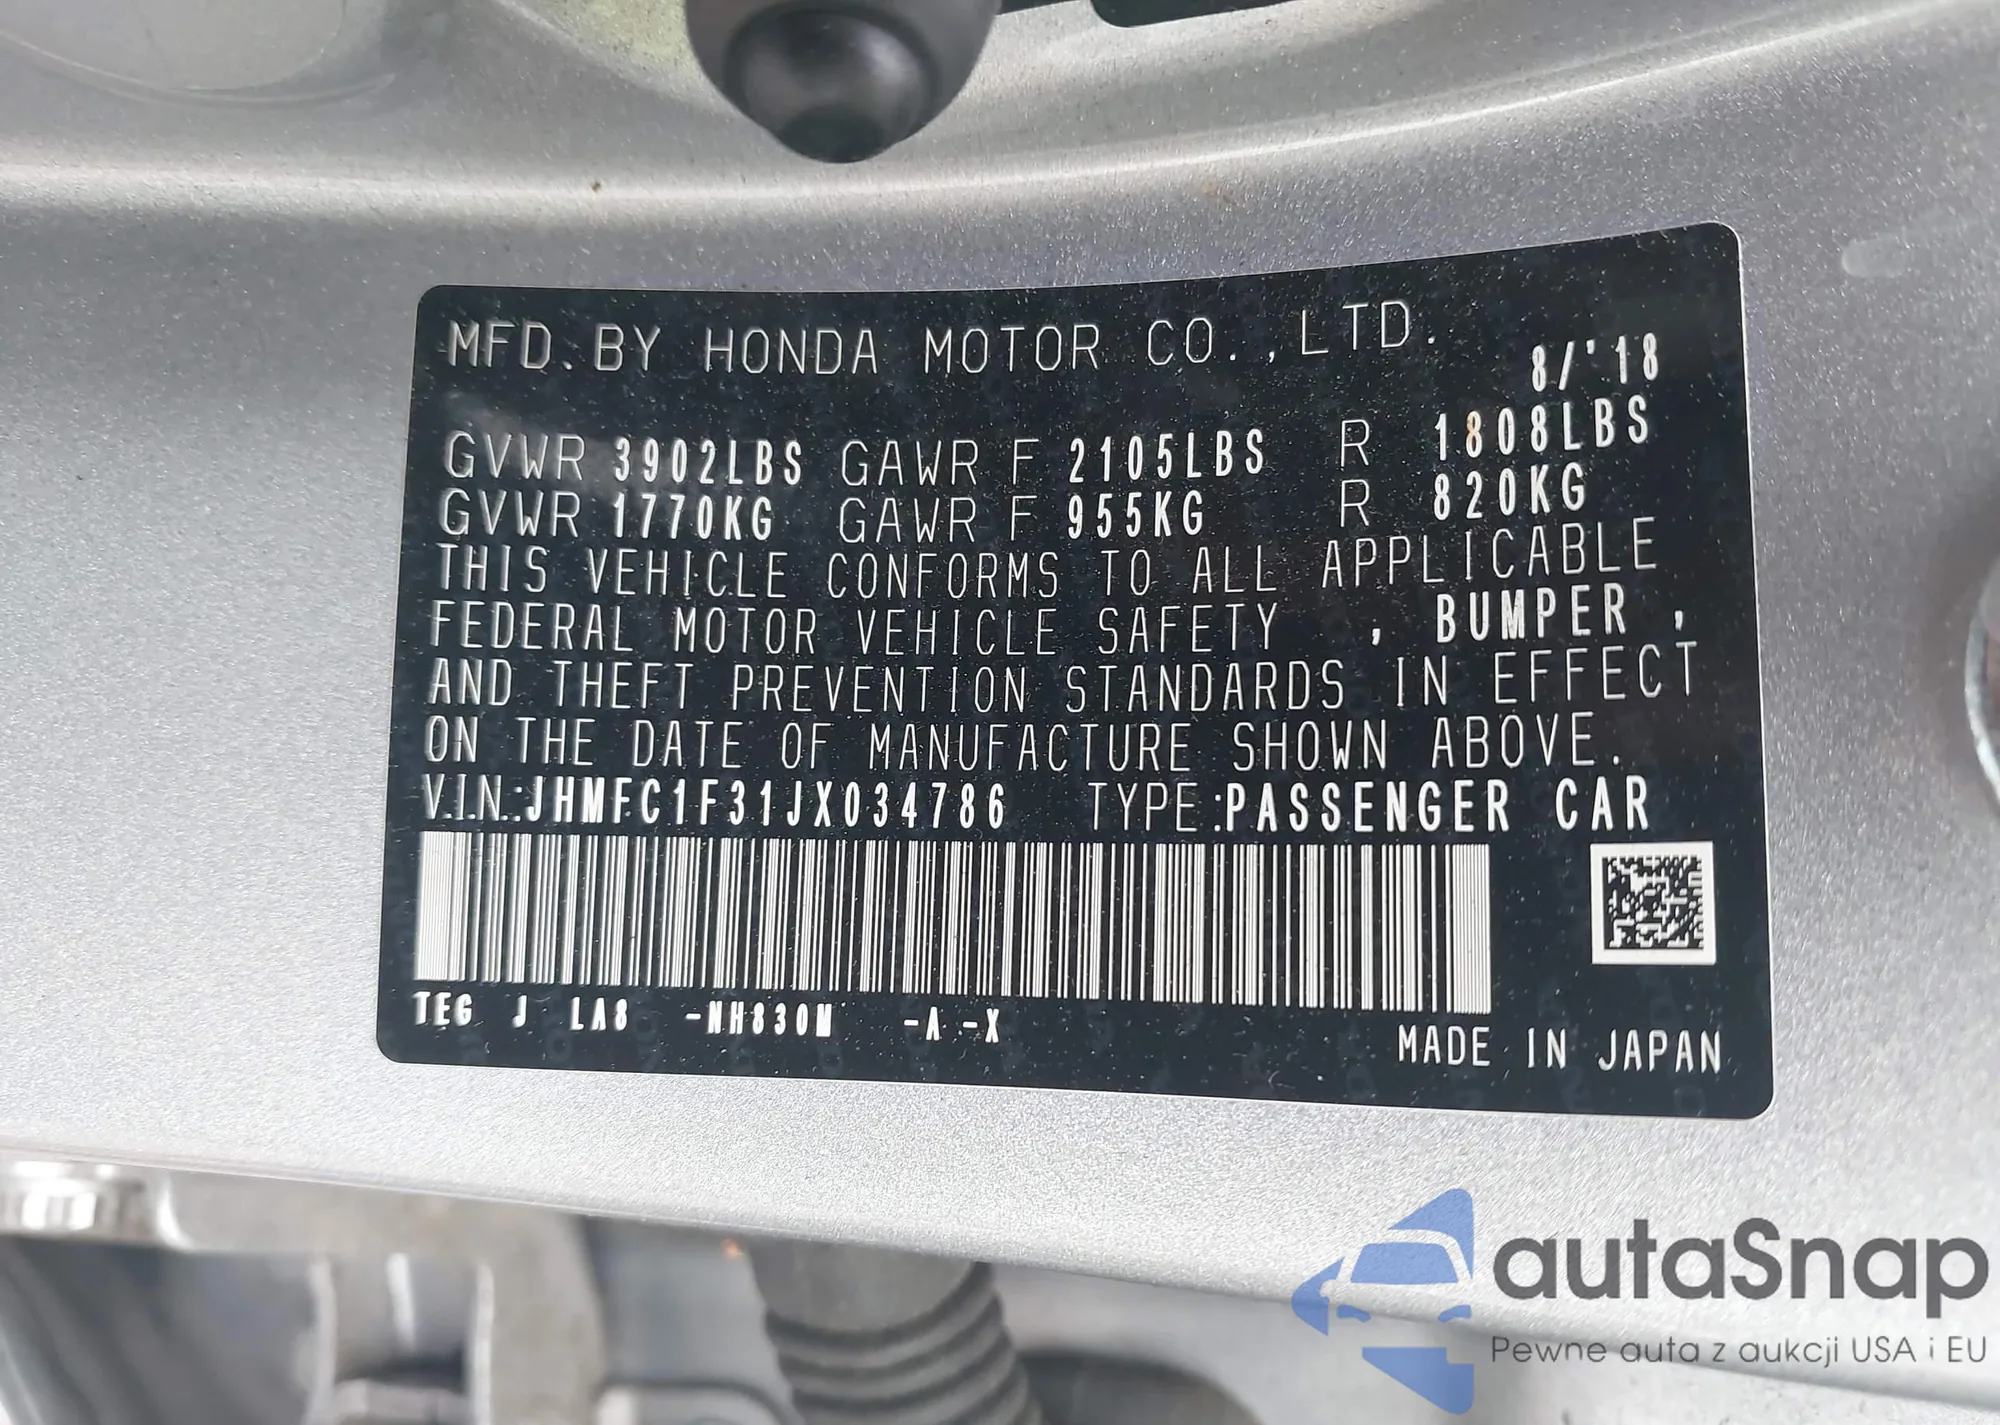 MFD. BY HONDA MOTOR CO., LTD.
8/'18
GVWR 3902LBS GAWR F 2105LBS R 1808LBS
GVWR 1770KG GAWR F 955KG R 820KG
THIS VEHICLE CONFORMS TO ALL APPLICABLE
FEDERAL MOTOR VEHICLE SAFETY , BUMPER ,
AND THEFT PREVENTION STANDARDS IN EFFECT
ON THE DATE OF MANUFACTURE SHOWN ABOVE.
V.I.N.:JHMFC1F31JX034786 TYPE:PASSENGER CAR
TEG J LA8 -NH830M -A -X
MADE IN JAPAN
autaSnap
Pewne auta z aukcji USA i EU